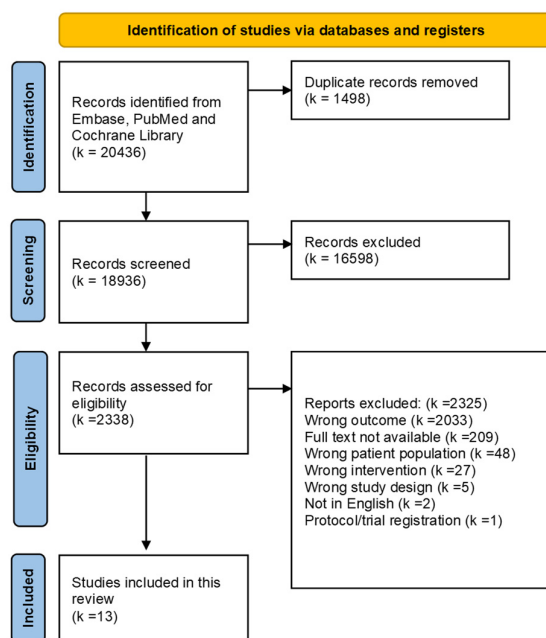 Identification of studies via databases and registers
Identification
Records identified from
Embase, PubMed and
Cochrane Library
(k = 20436)
Duplicate records removed
(k = 1498)
Screening
Records screened
(k = 18936)
Records excluded
(k = 16598)
Eligibility
Records assessed for
eligibility
(k =2338)
Reports excluded: (k =2325)
Wrong outcome (k =2033)
Full text not available (k =209)
Wrong patient population (k =48)
Wrong intervention (k =27)
Wrong study design (k =5)
Not in English (k =2)
Protocol/trial registration (k =1)
Included
Studies included in this
review
(k =13)